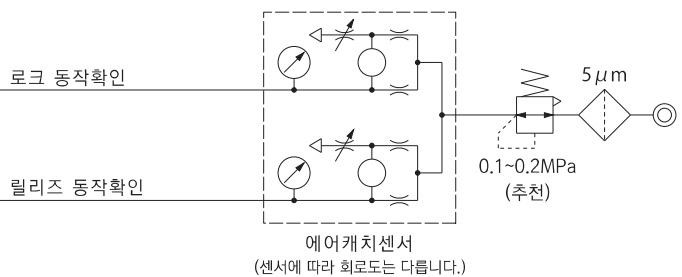 로크 동작확인
릴리즈 동작확인
5μm
0.1~0.2MPa
(추천)
에어캐치센서
(센서에 따라 회로도는 다릅니다.)